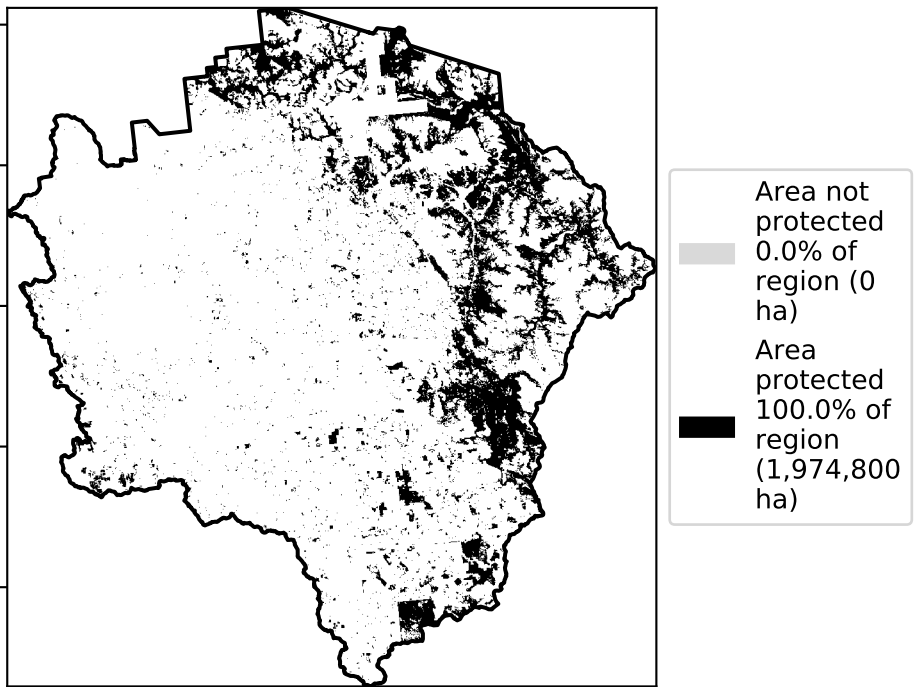 Area not
protected
0.0% of
region (0
ha)
Area
protected
100.0% of
region
(1,974,800
ha)